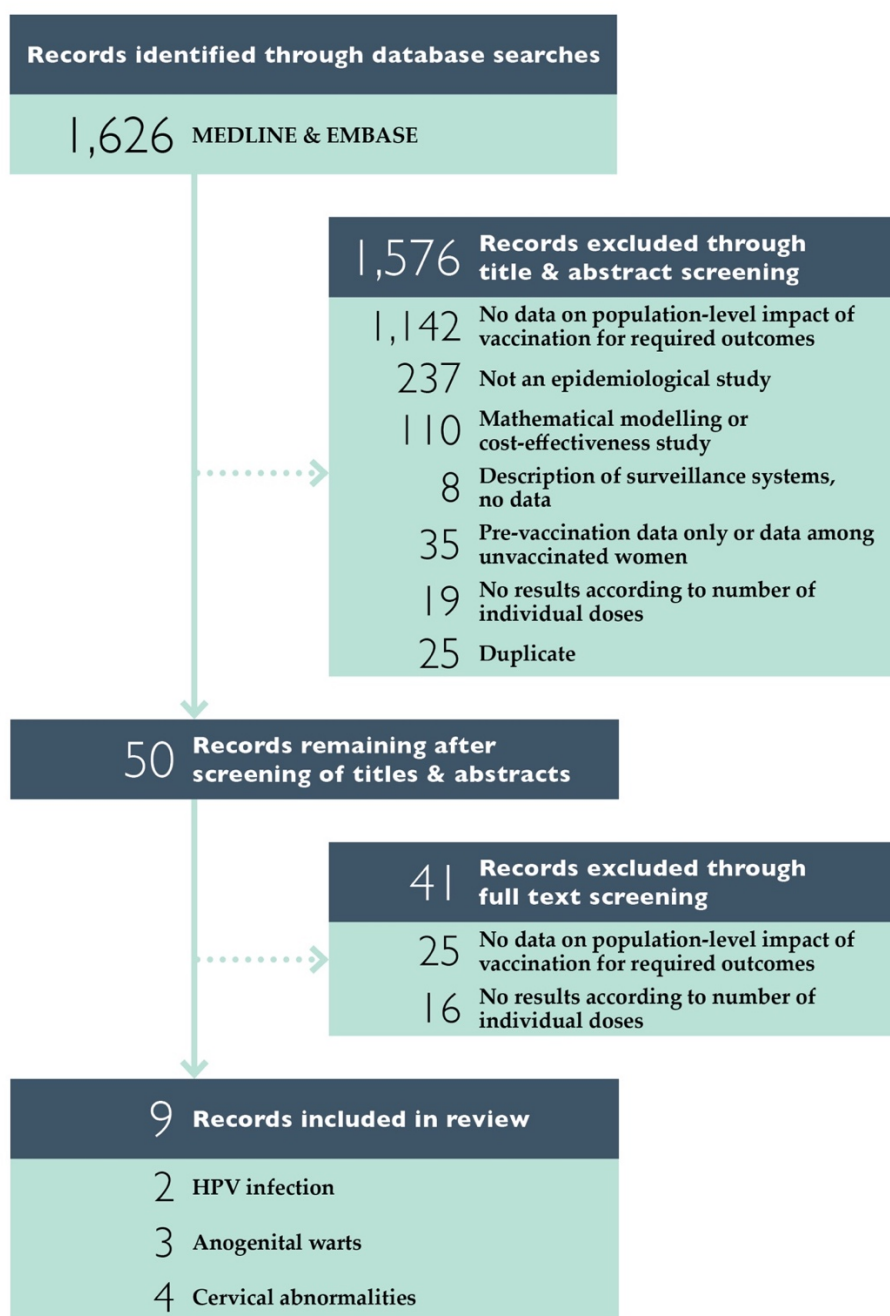 Records identified through database searches
1,626 MEDLINE & EMBASE
1,576 Records excluded through
title & abstract screening
1,142 No data on population-level impact of
vaccination for required outcomes
237 Not an epidemiological study
110 Mathematical modelling or
cost-effectiveness study
8 Description of surveillance systems,
no data
35 Pre-vaccination data only or data among
unvaccinated women
19 No results according to number of
individual doses
25 Duplicate
50 Records remaining after
screening of titles & abstracts
41 Records excluded through
full text screening
25 No data on population-level impact of
vaccination for required outcomes
16 No results according to number of
individual doses
9 Records included in review
2 HPV infection
3 Anogenital warts
4 Cervical abnormalities